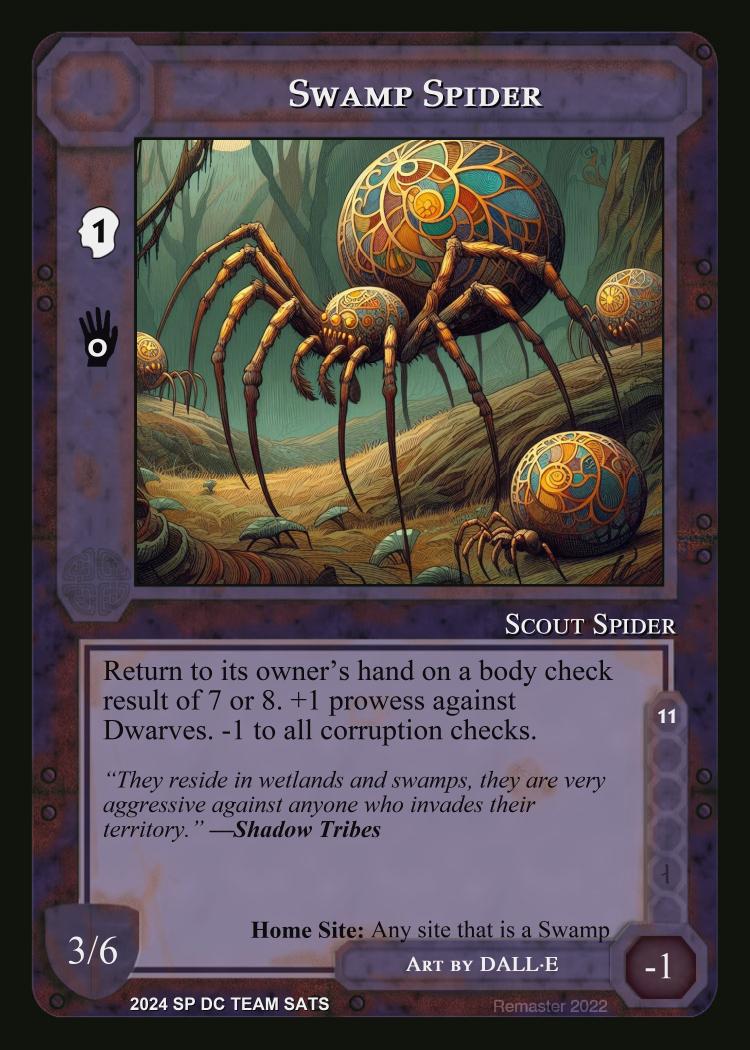 Swamp Spider
1
0
Scout Spider
Return to its owner's hand on a body check
result of 7 or 8. +1 prowess against
Dwarves. -1 to all corruption checks.
11
“They reside in wetlands and swamps, they are very
aggressive against anyone who invades their
territory.” —Shadow Tribes
Home Site: Any site that is a Swamp
3/6
Art by DALL·E
-1
2024 SP DC TEAM SATS
Remaster 2022